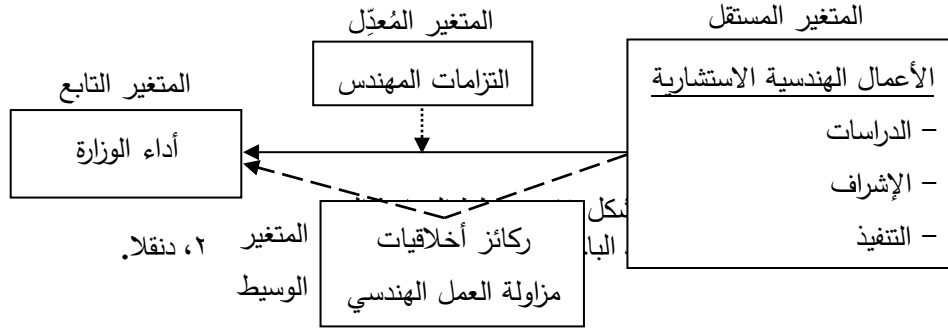 المتغير المستقل
المتغير المُعدِّل
المتغير التابع
الأعمال الهندسية الاستشارية
- الدراسات
- الإشراف
- التنفيذ
التزامات المهندس
أداء الوزارة
شكل
ركائز أخلاقيات
مزاولة العمل الهندسي
المتغير
الوسيط
٢، دنقلا.